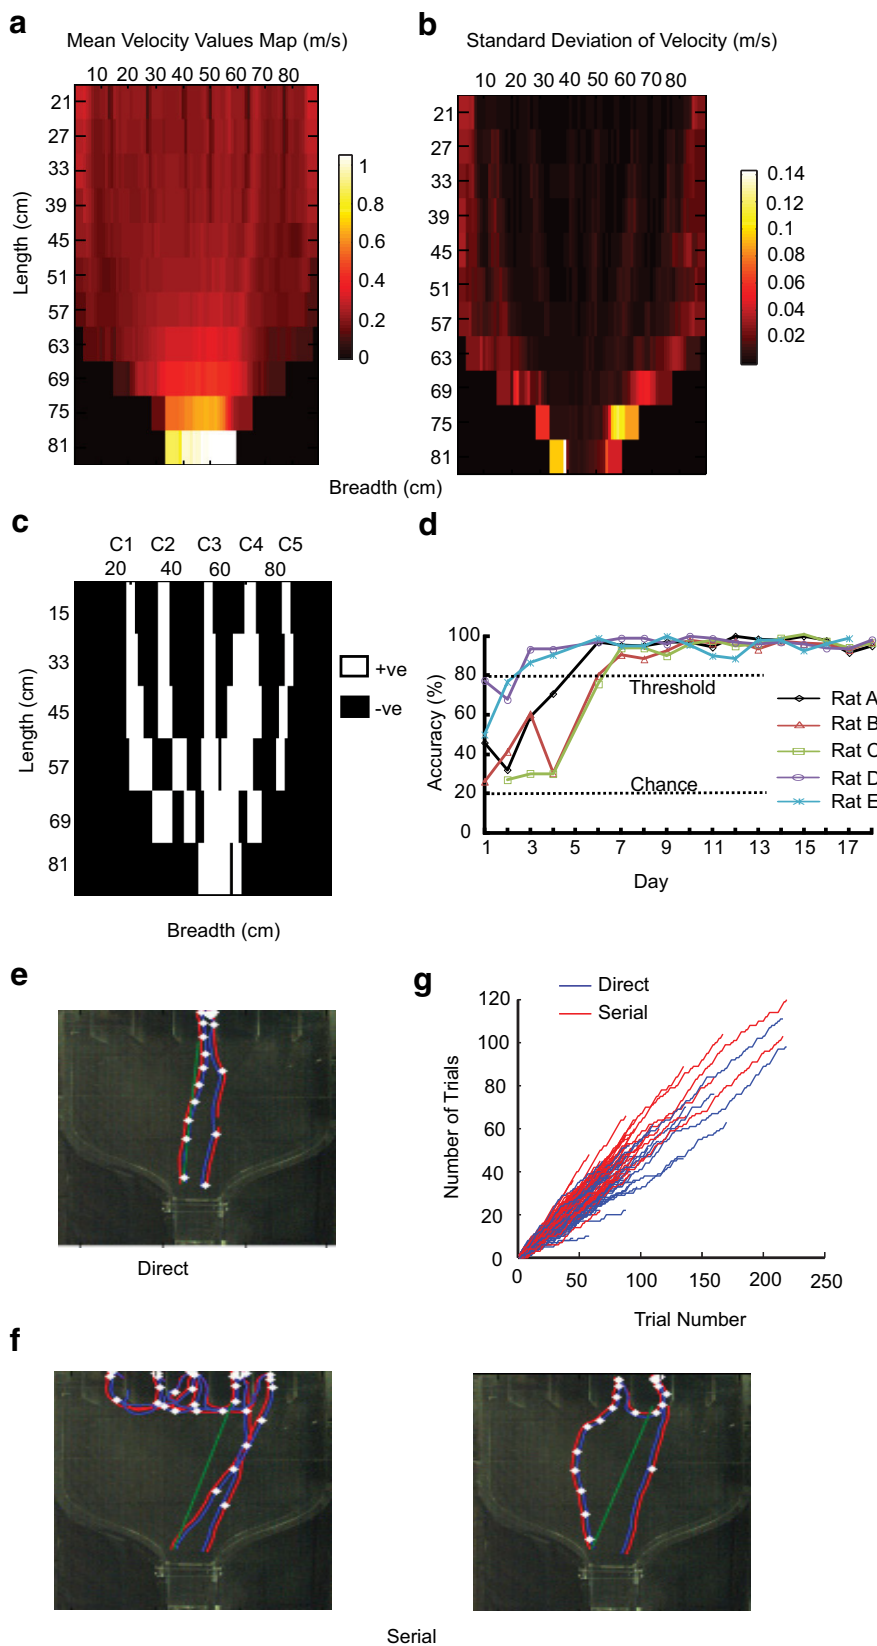 a
Mean Velocity Values Map (m/s)
10 20 30 40 50 60 70 80
21
27
33
39
45
51
57
63
69
75
81
Length (cm)
1
0.8
0.6
0.4
0.2
0
b
Standard Deviation of Velocity (m/s)
10 20 30 40 50 60 70 80
21
27
33
39
45
51
57
63
69
75
81
0.14
0.12
0.1
0.08
0.06
0.04
0.02
Breadth (cm)
c
C1 C2 C3 C4 C5
20 40 60 80
15
33
45
57
69
81
Length (cm)
+ve
-ve
Breadth (cm)
d
100
80
60
40
20
0
Accuracy (%)
Threshold
Chance
Rat A
Rat B
Rat C
Rat D
Rat E
1 3 5 7 9 11 13 15 17
Day
e
Direct
g
Direct
Serial
120
100
80
60
40
20
0
Number of Trials
0 50 100 150 200 250
Trial Number
f
Serial